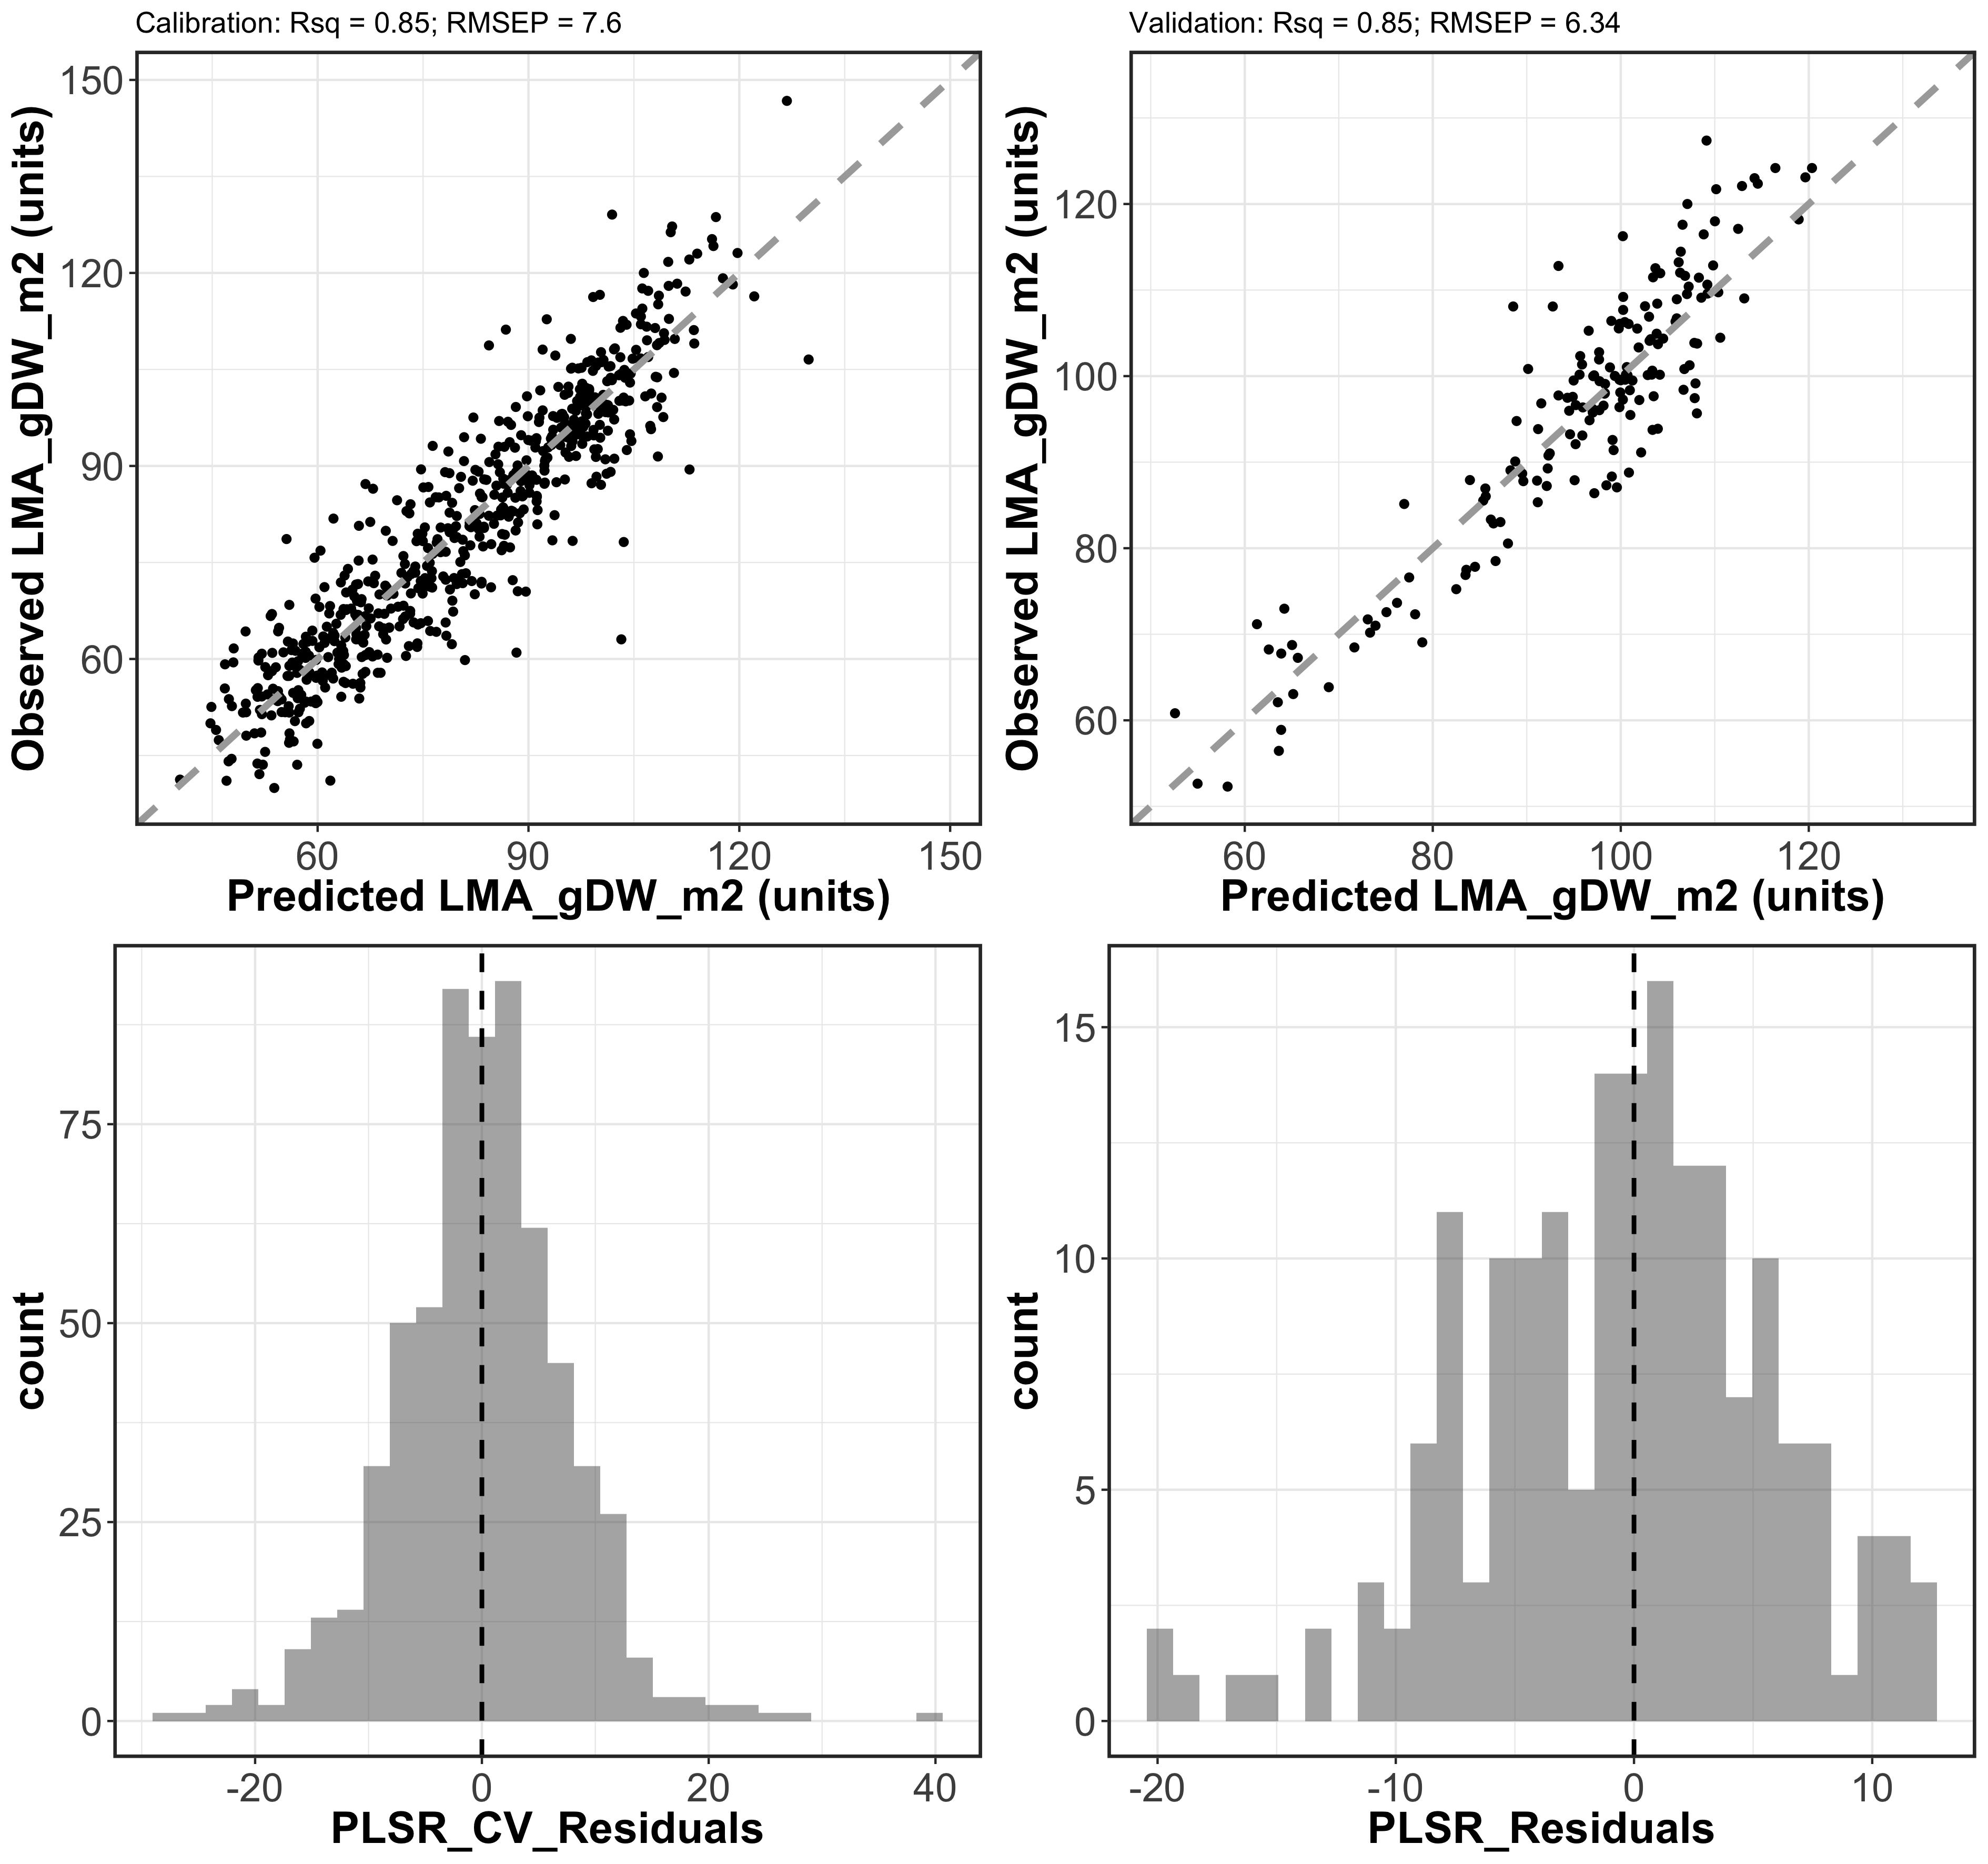 Calibration: Rsq = 0.85; RMSEP = 7.6
Observed LMA_gDW_m2 (units)
150
120
90
60
60 90 120 150
Predicted LMA_gDW_m2 (units)
Validation: Rsq = 0.85; RMSEP = 6.34
Observed LMA_gDW_m2 (units)
120
100
80
60
60 80 100 120
Predicted LMA_gDW_m2 (units)
count
75
50
25
0
-20 0 20 40
PLSR_CV_Residuals
count
15
10
5
0
-20 -10 0 10
PLSR_Residuals